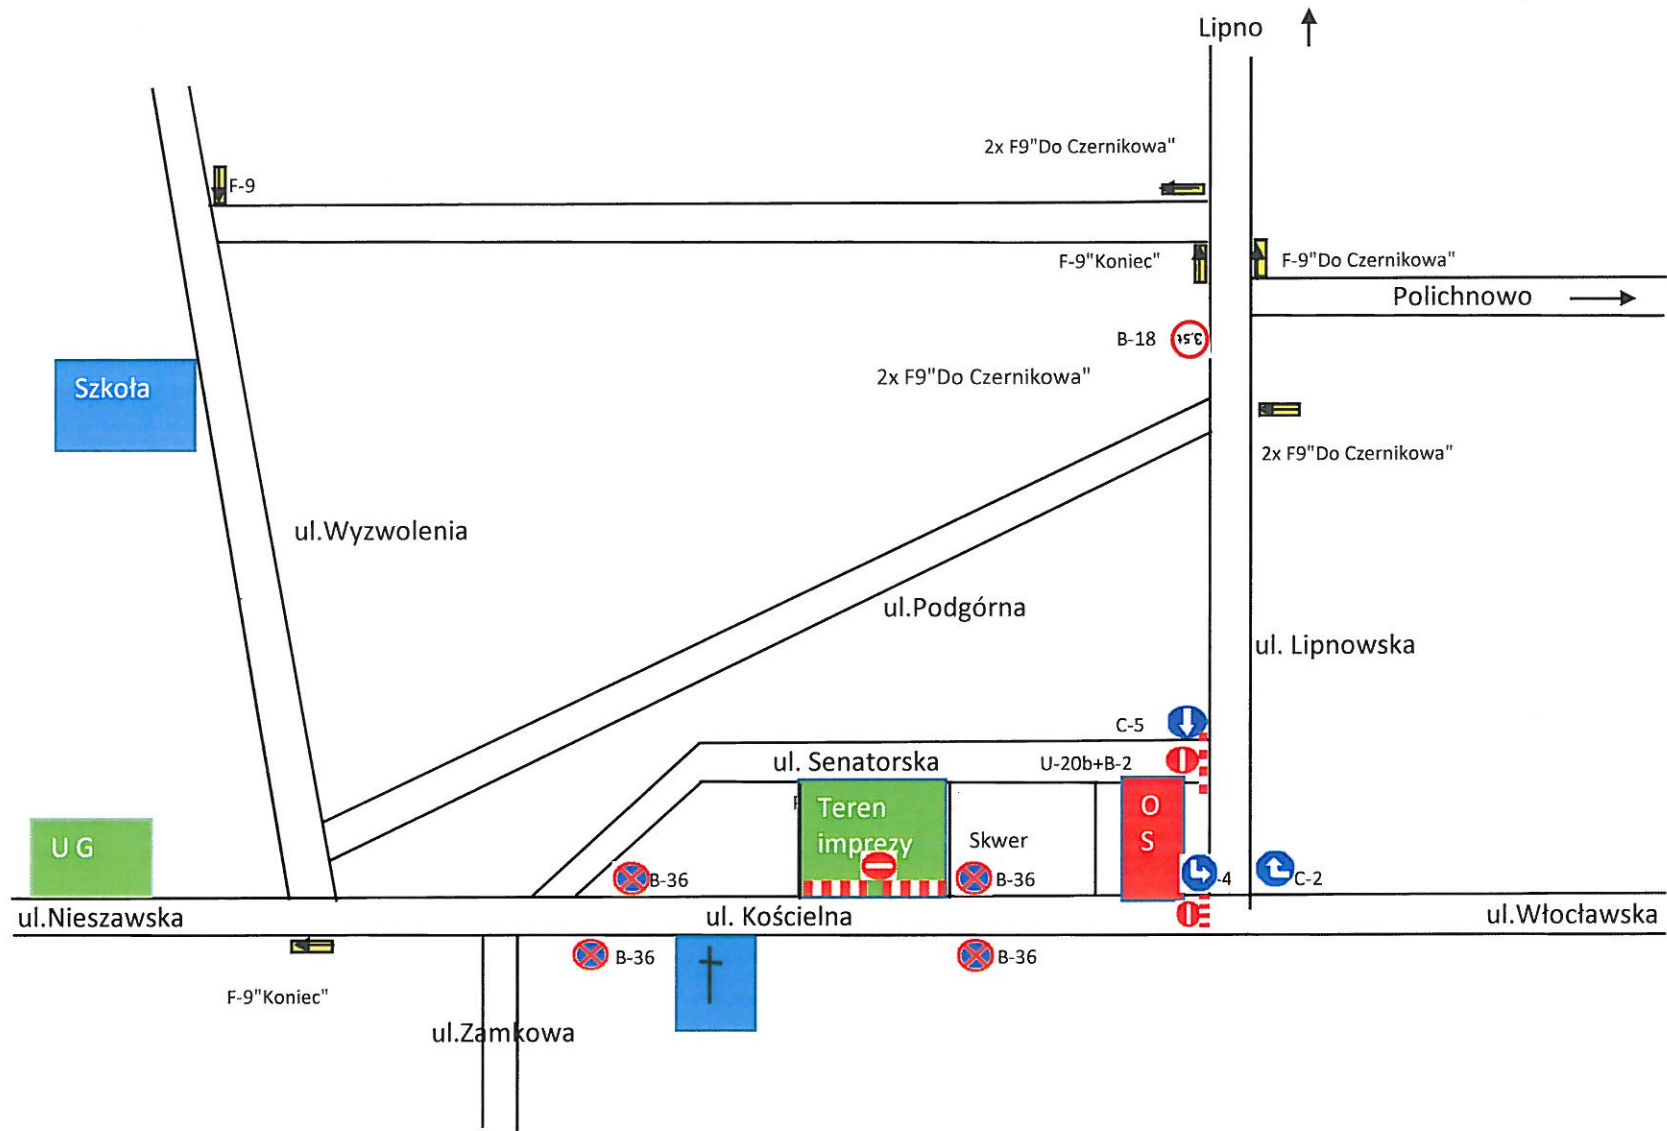 Lipno
2x F9"Do Czernikowa"
F-9
F-9"Koniec"
F-9"Do Czernikowa"
Polichnowo
B-18
3,5t
2x F9"Do Czernikowa"
Szkoła
2x F9"Do Czernikowa"
ul.Wyzwolenia
ul.Podgórna
ul. Lipnowska
C-5
ul. Senatorska
U-20b+B-2
Teren
imprezy
O
S
Skwer
U G
B-36
B-36
-4
C-2
ul.Nieszawska
ul. Kościelna
ul.Włocławska
B-36
B-36
F-9"Koniec"
ul.Zamkowa